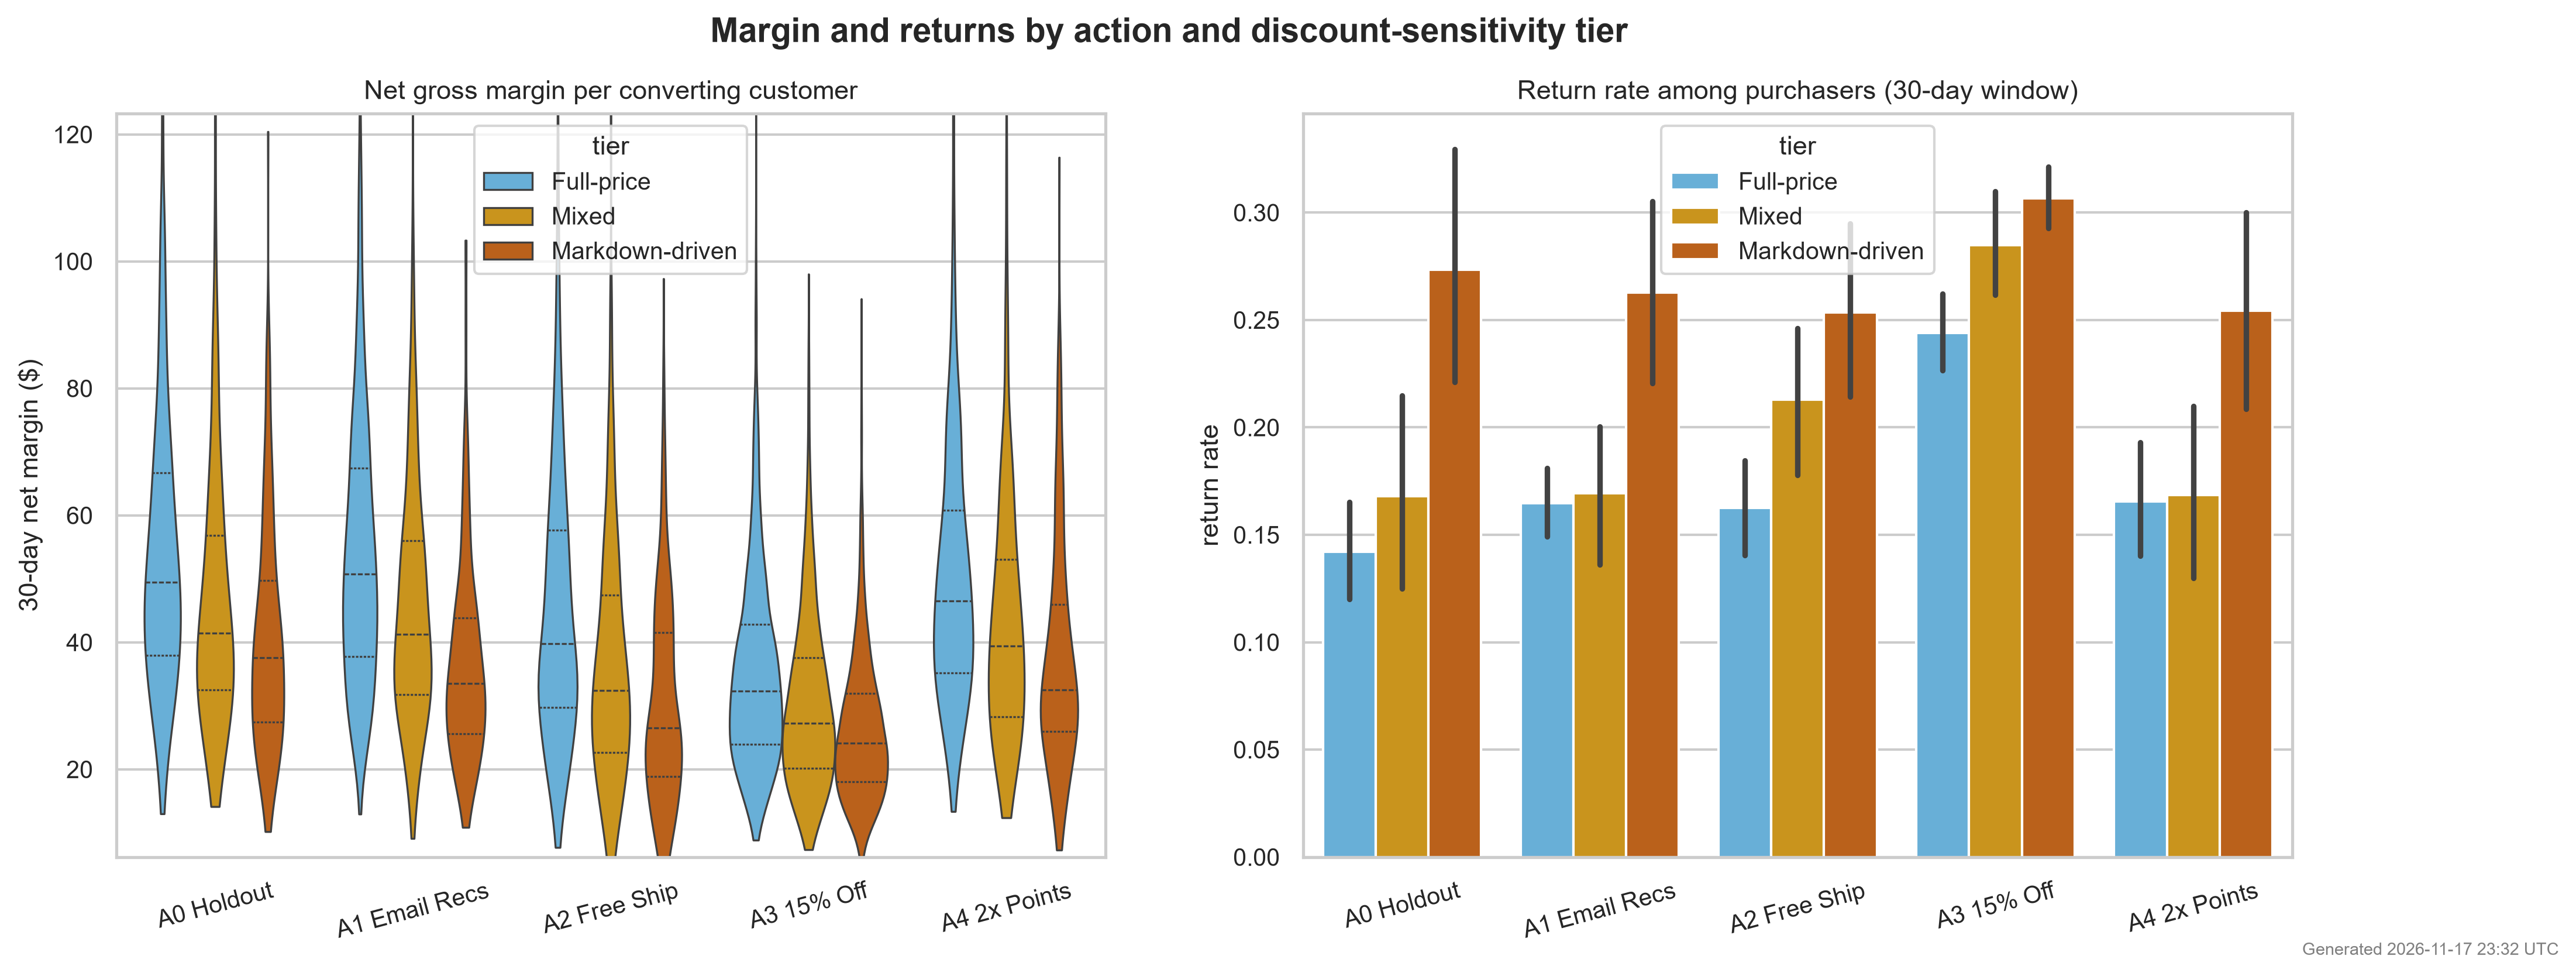 Margin and returns by action and discount-sensitivity tier
Net gross margin per converting customer
30-day net margin ($)
120
100
80
60
40
20
tier
Full-price
Mixed
Markdown-driven
A0 Holdout
A1 Email Recs
A2 Free Ship
A3 15% Off
A4 2x Points
Return rate among purchasers (30-day window)
return rate
0.30
0.25
0.20
0.15
0.10
0.05
0.00
tier
Full-price
Mixed
Markdown-driven
A0 Holdout
A1 Email Recs
A2 Free Ship
A3 15% Off
A4 2x Points
Generated 2026-11-17 23:32 UTC